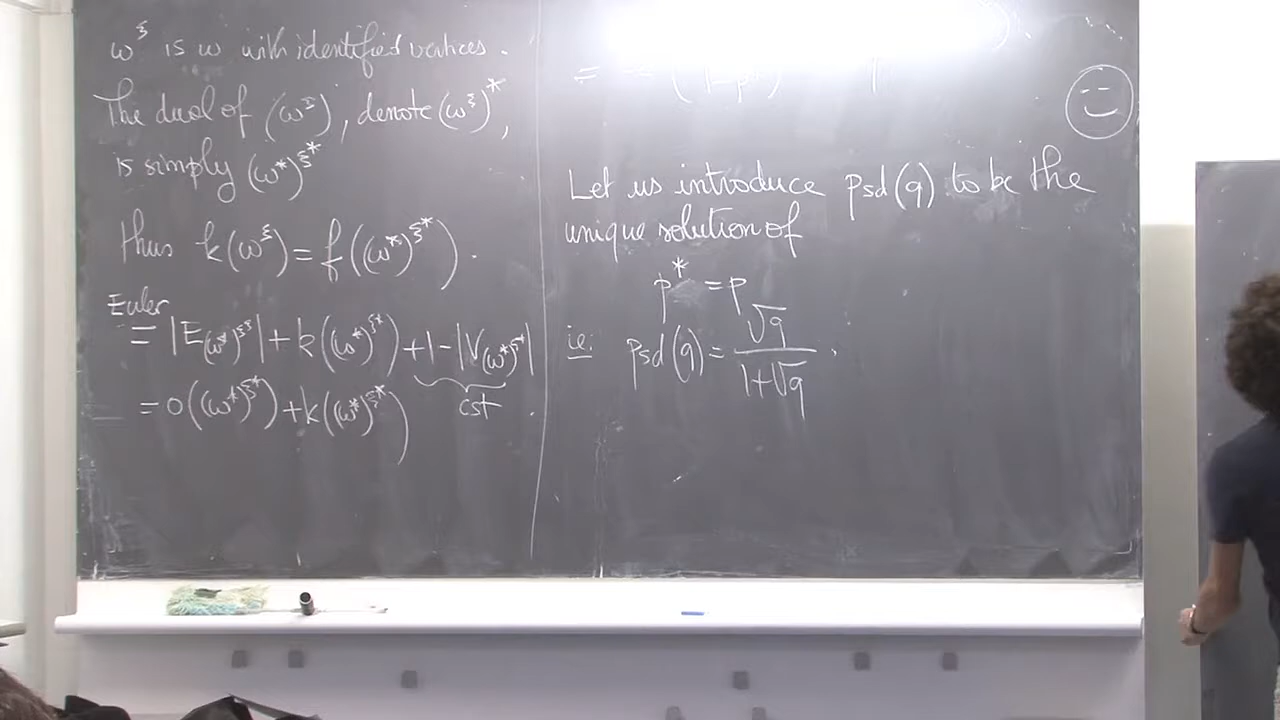 ω^ξ is ω with identified vertices.
The dual of (ω^ξ), denote (ω^ξ)^*,
is simply (ω^*)^{ξ^*}
thus k(ω^ξ) = f((ω^*)^{ξ^*}).
Euler
= |E_{(ω^*)^{ξ^*}}| + k((ω^*)^{ξ^*}) + 1 - |V_{(ω^*)^{ξ^*}}|
cst
= o((ω^*)^{ξ^*}) + k((ω^*)^{ξ^*}).
Let us introduce psd(q) to be the
unique solution of
p^* = p
ie: psd(q) = √q / (1+√q).